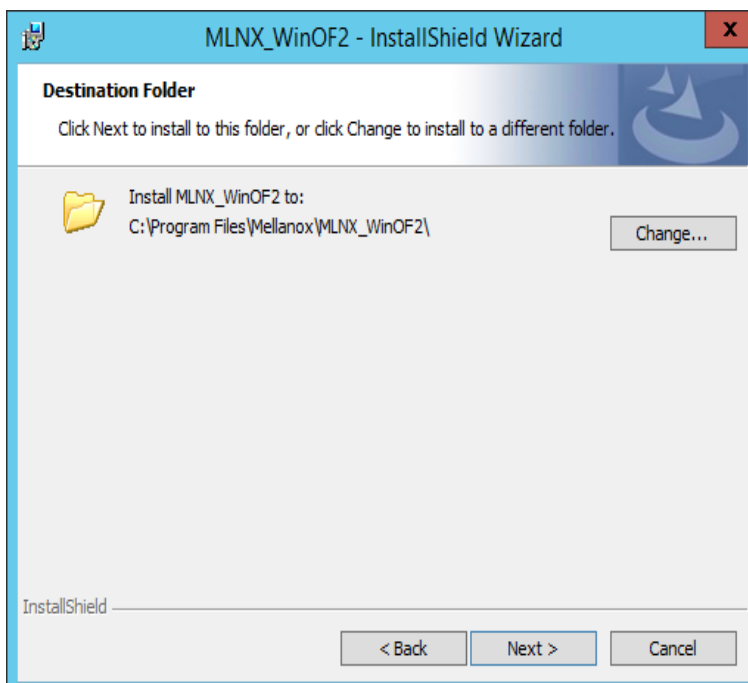 MLNX_WinOF2 - InstallShield Wizard
x
Destination Folder
Click Next to install to this folder, or click Change to install to a different folder.
Install MLNX_WinOF2 to:
C:\Program Files\Mellanox\MLNX_WinOF2\
Change...
InstallShield
< Back
Next >
Cancel